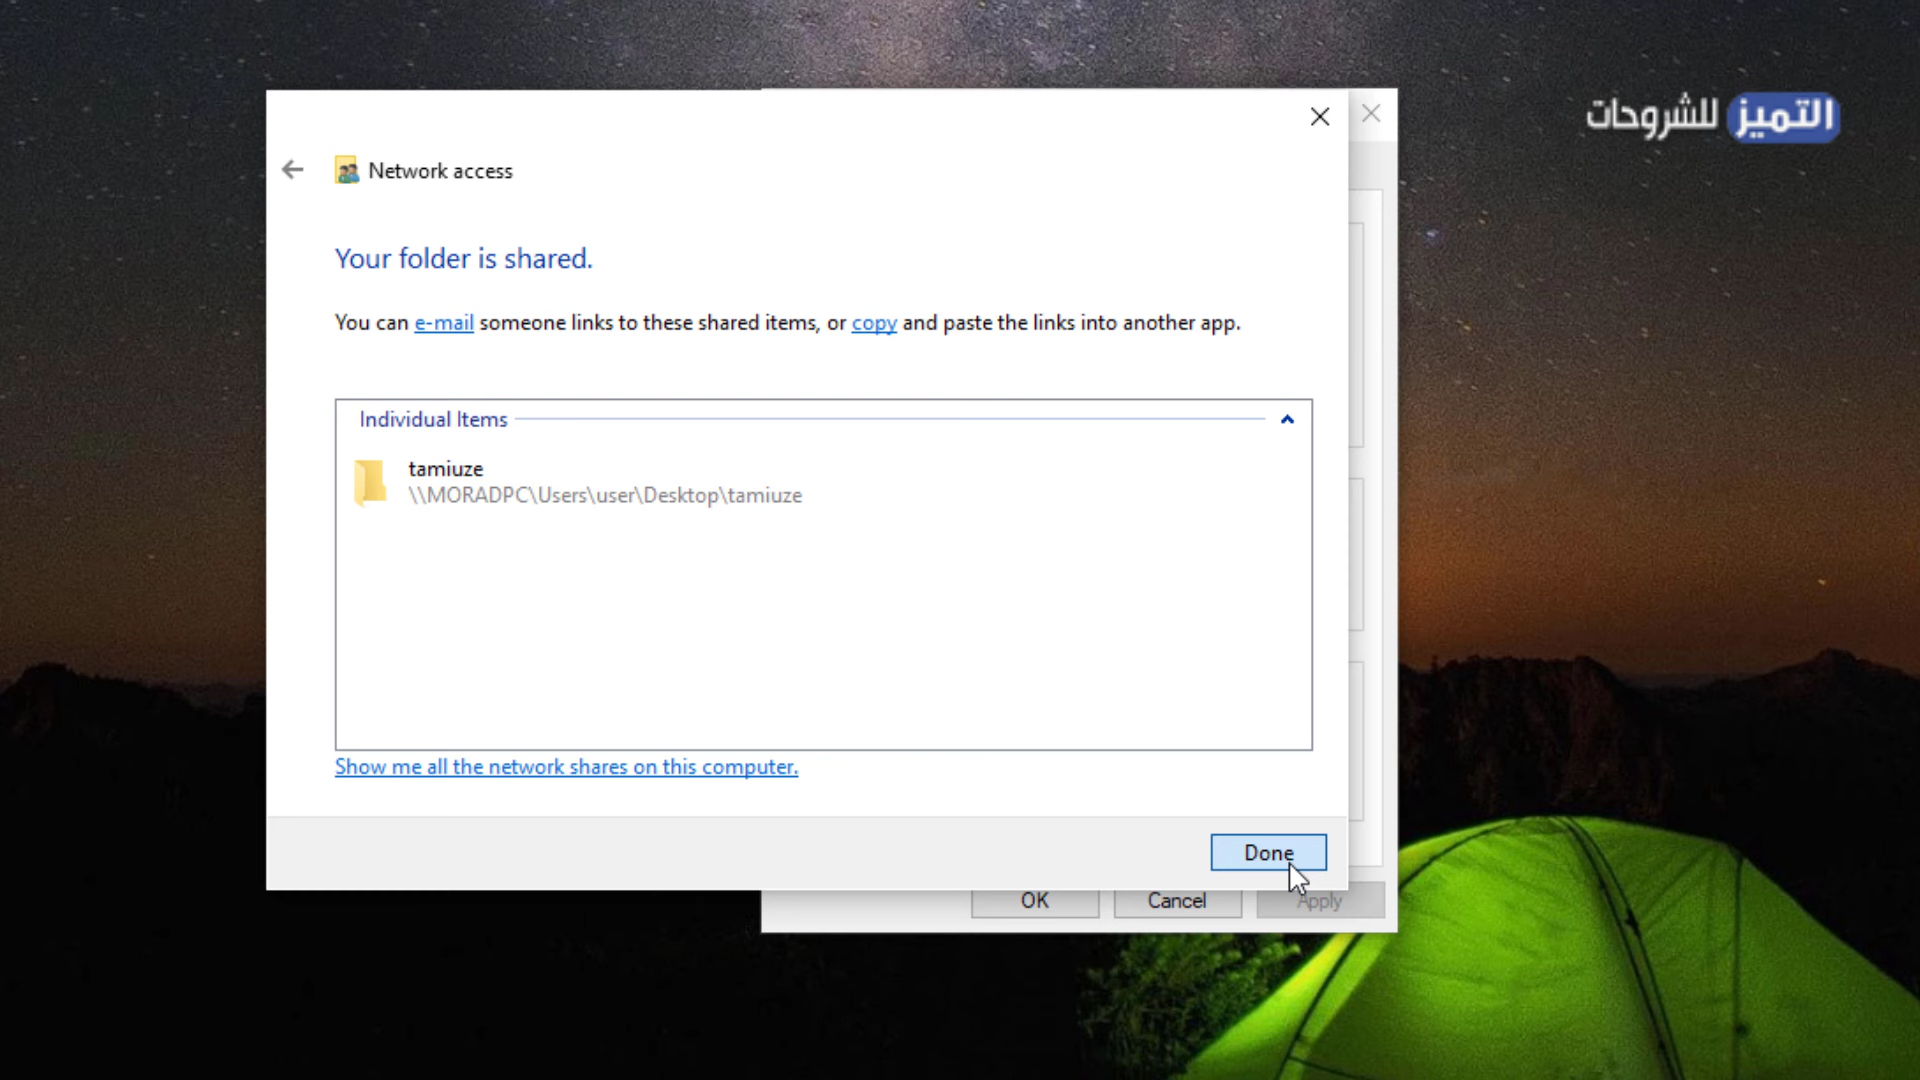 التميز للشروحات
Network access
Your folder is shared.
You can e-mail someone links to these shared items, or copy and paste the links into another app.
Individual Items
tamiuze
\\MORADPC\Users\user\Desktop\tamiuze
Show me all the network shares on this computer.
Done
OK
Cancel
Apply